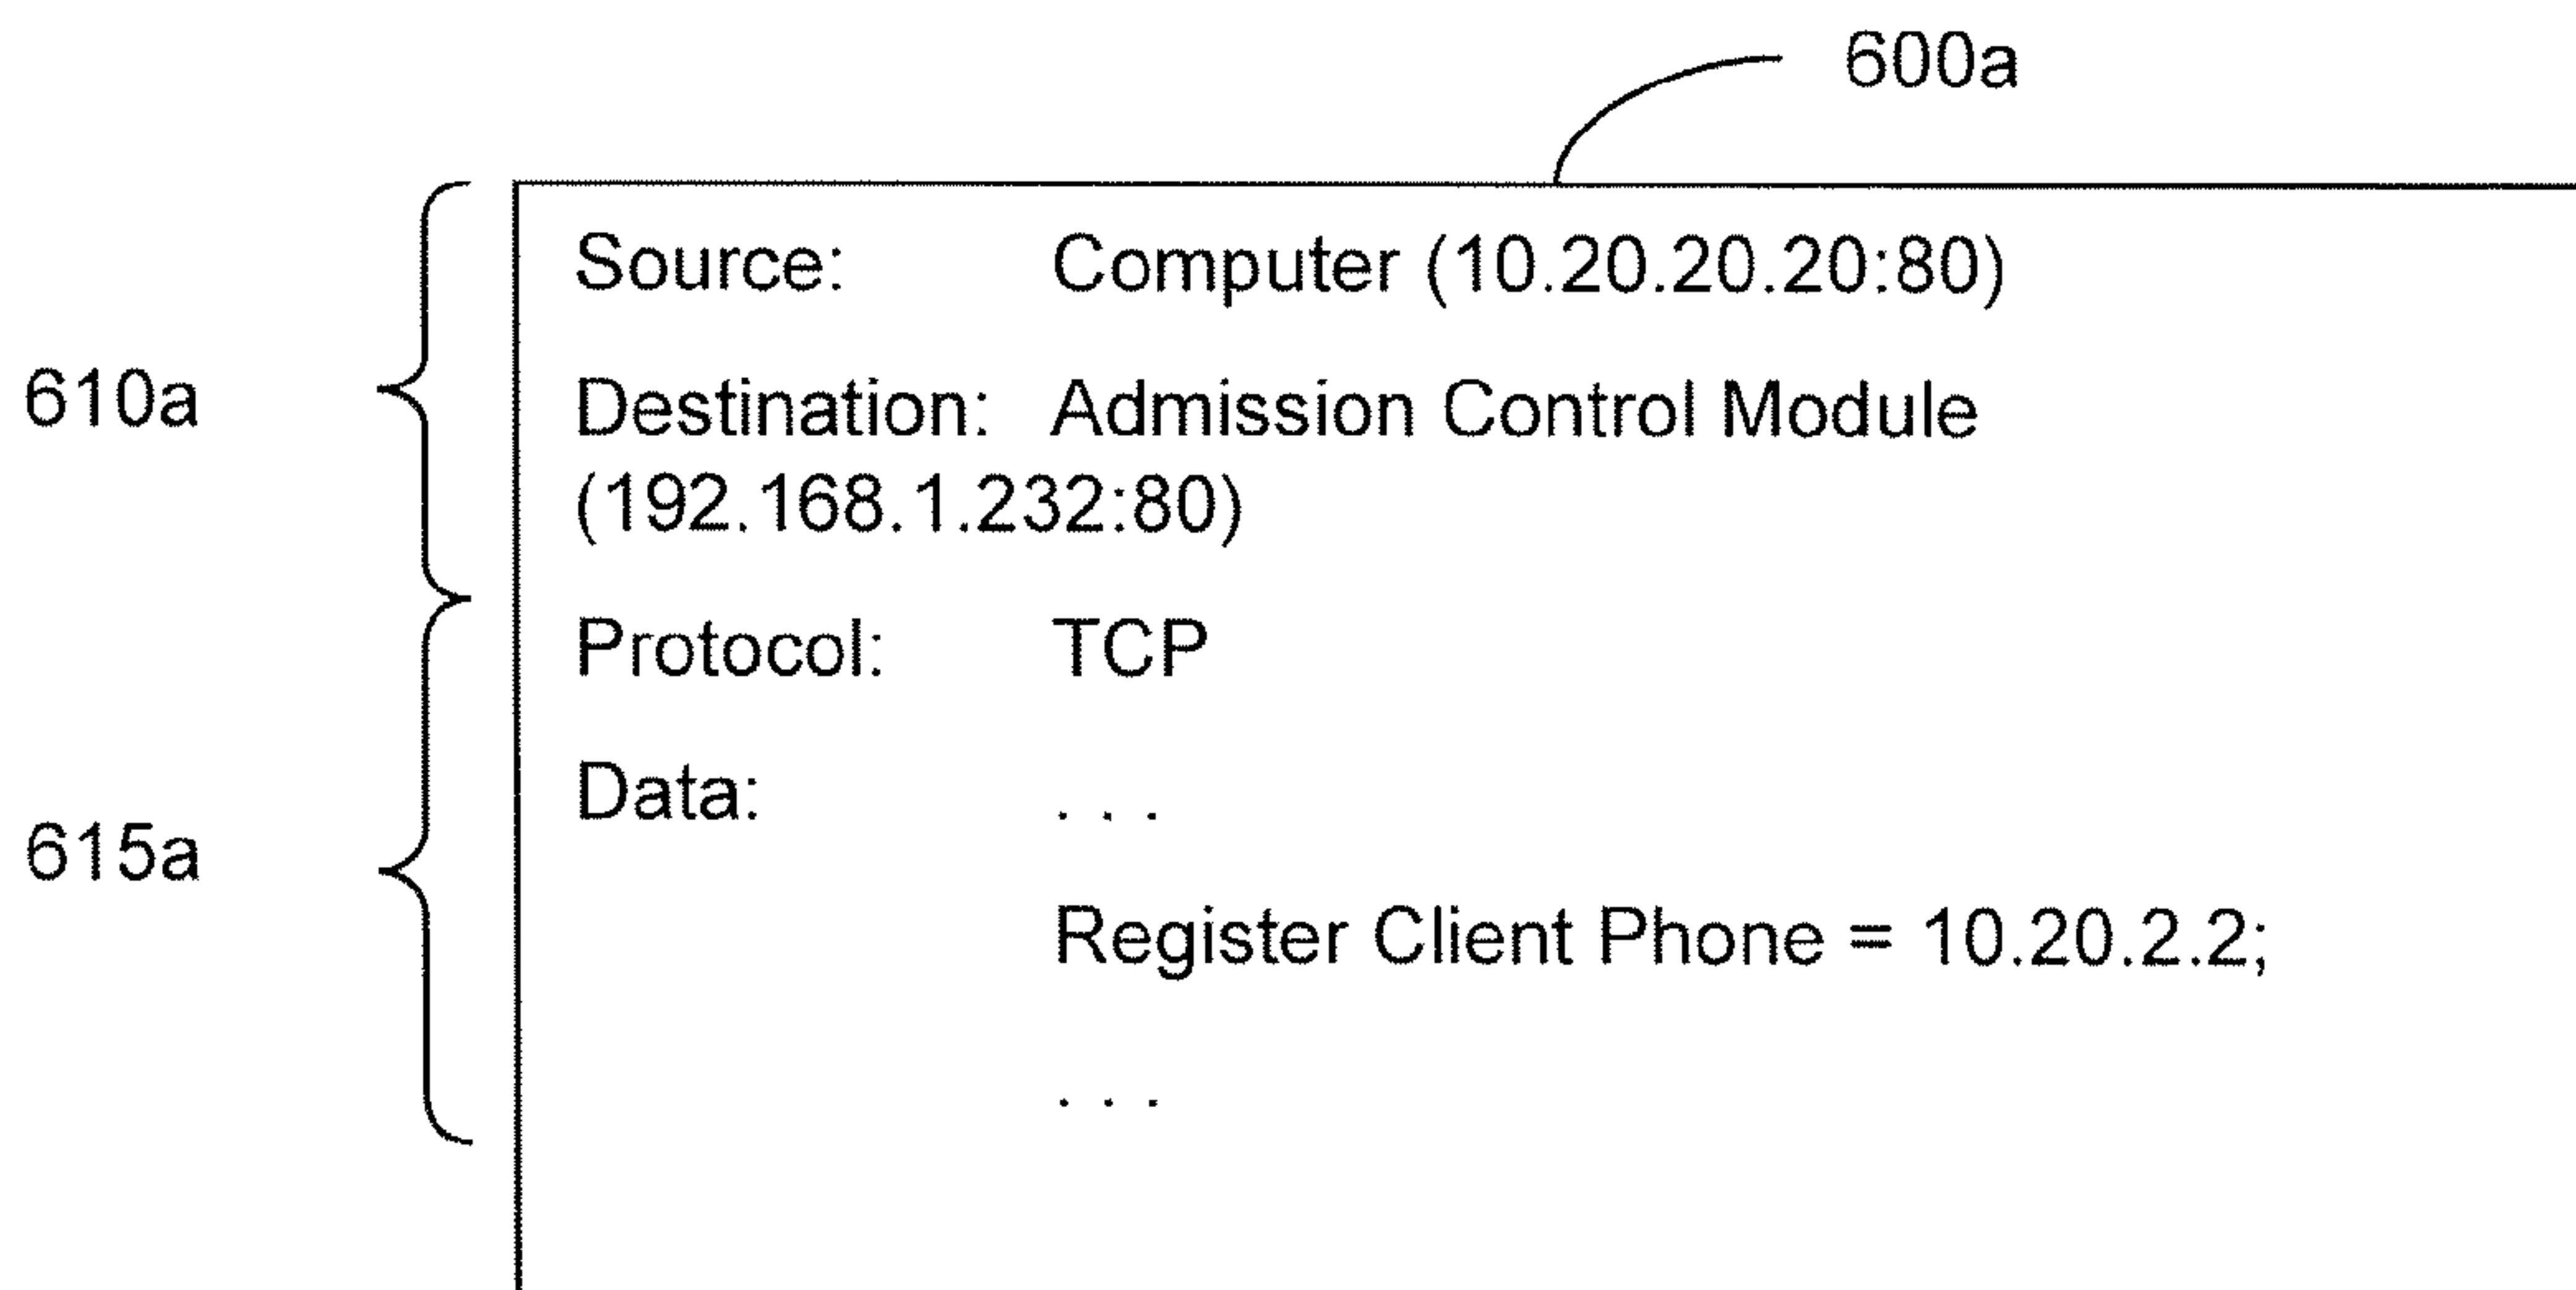 600a
610a
Source: Computer (10.20.20.20:80)
Destination: Admission Control Module
(192.168.1.232:80)
615a
Protocol: TCP
Data: . . .
Register Client Phone = 10.20.2.2;
. . .